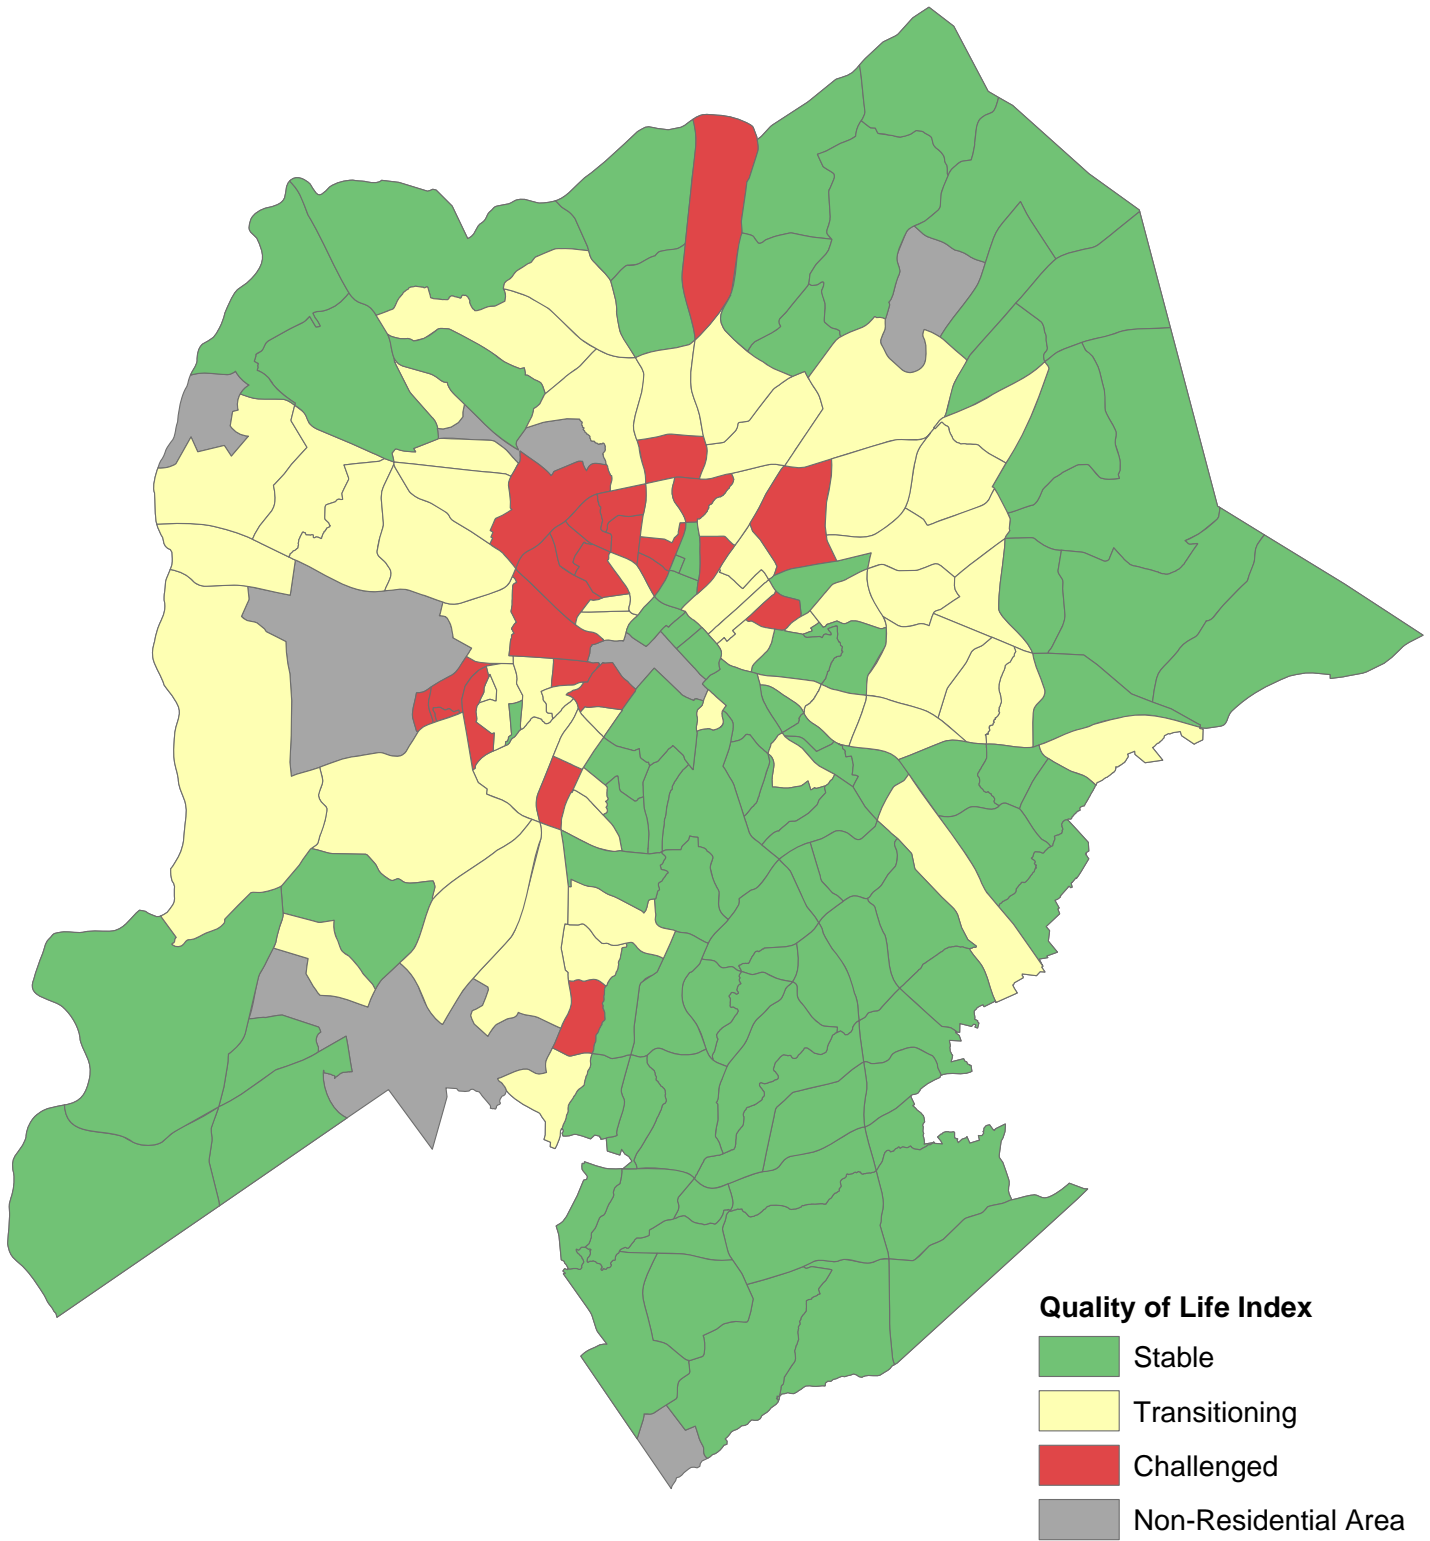 Quality of Life Index
Stable
Transitioning
Challenged
Non-Residential Area